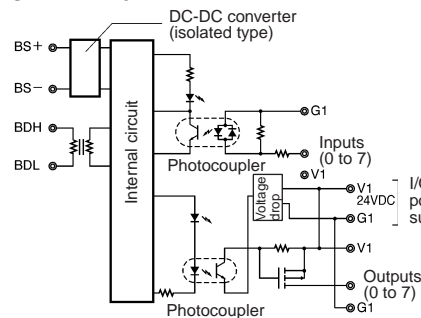 DC-DC converter
(isolated type)
BS+
BS−
BDH
BDL
Internal circuit
G1
Inputs
(0 to 7)
Photocoupler
V1
Voltage
drop
V1
24VDC
G1
V1
Outputs
(0 to 7)
Photocoupler
G1